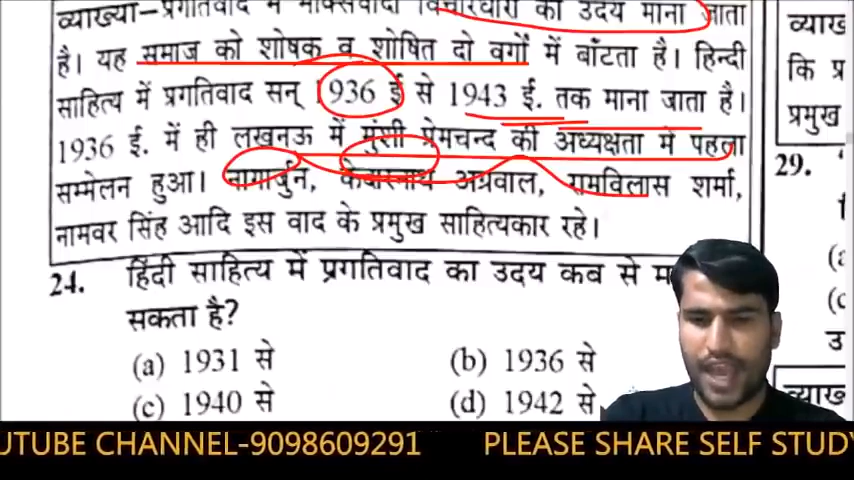 व्याख्या–प्रगतिवाद में मार्क्सवादी विचारधारा का उदय माना जाता
है। यह समाज को शोषक व शोषित दो वर्गों में बाँटता है। हिन्दी
साहित्य में प्रगतिवाद सन् 1936 ई से 1943 ई. तक माना जाता है।
1936 ई. में ही लखनऊ में मुंशी प्रेमचन्द की अध्यक्षता में पहला
सम्मेलन हुआ। नागार्जुन, केदारनाथ अग्रवाल, रामविलास शर्मा,
नामवर सिंह आदि इस वाद के प्रमुख साहित्यकार रहे।
24. हिंदी साहित्य में प्रगतिवाद का उदय कब से
सकता है?
(a) 1931 से (b) 1936 से
(c) 1940 से (d) 1942 से
व्याख
कि प्र
प्रमुख
29.
(a
(c
उ
व्याख
UTUBE CHANNEL-9098609291 PLEASE SHARE SELF STUDY